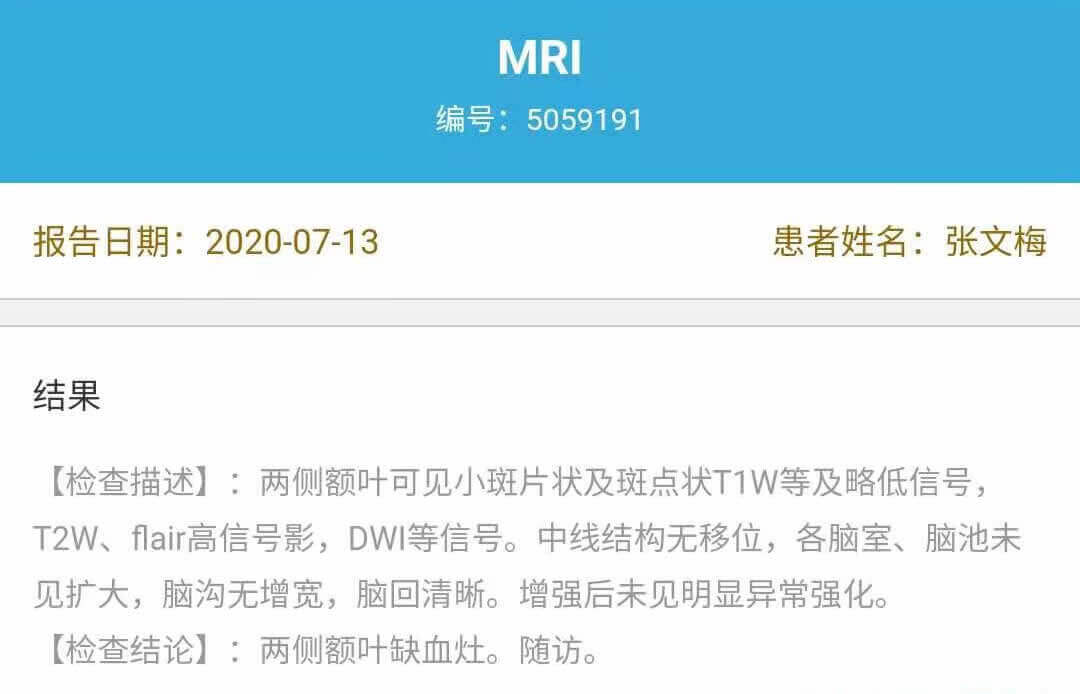 MRI
编号：5059191
报告日期：2020-07-13
患者姓名：张文梅
结果
【检查描述】：两侧额叶可见小斑片状及斑点状T1W等及略低信号，
T2W、flair高信号影，DWI等信号。中线结构无移位，各脑室、脑池未
见扩大，脑沟无增宽，脑回清晰。增强后未见明显异常强化。
【检查结论】：两侧额叶缺血灶。随访。